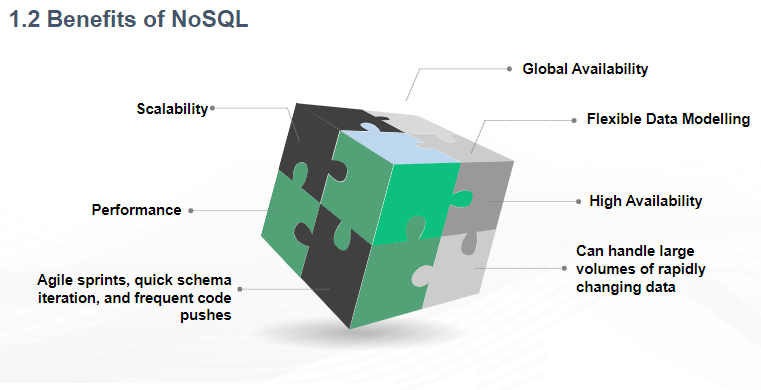 1.2 Benefits of NoSQL
Global Availability
Scalability
Flexible Data Modelling
Performance
High Availability
Can handle large
volumes of rapidly
changing data
Agile sprints, quick schema
iteration, and frequent code
pushes